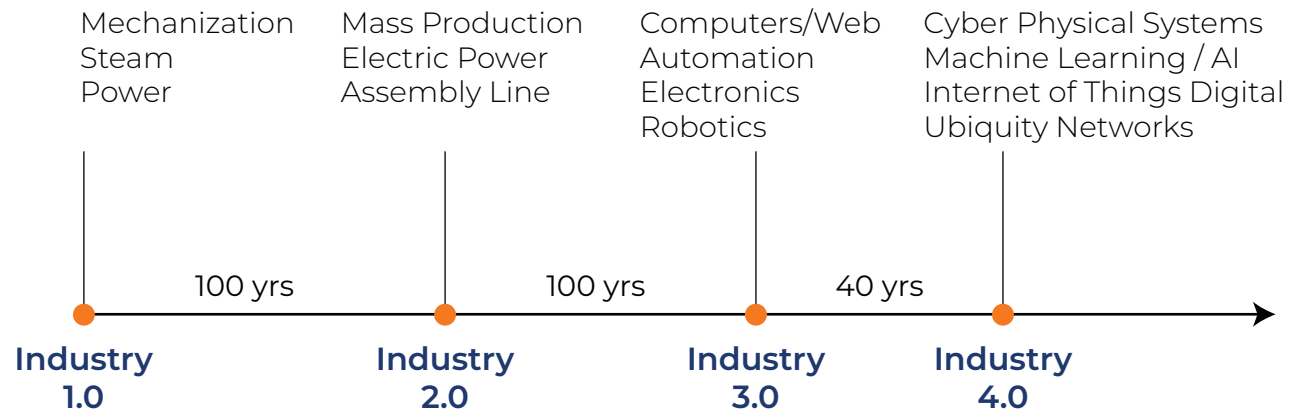 Mechanization
Steam
Power
Mass Production
Electric Power
Assembly Line
Computers/Web
Automation
Electronics
Robotics
Cyber Physical Systems
Machine Learning / AI
Internet of Things Digital
Ubiquity Networks
100 yrs
100 yrs
40 yrs
Industry
1.0
Industry
2.0
Industry
3.0
Industry
4.0